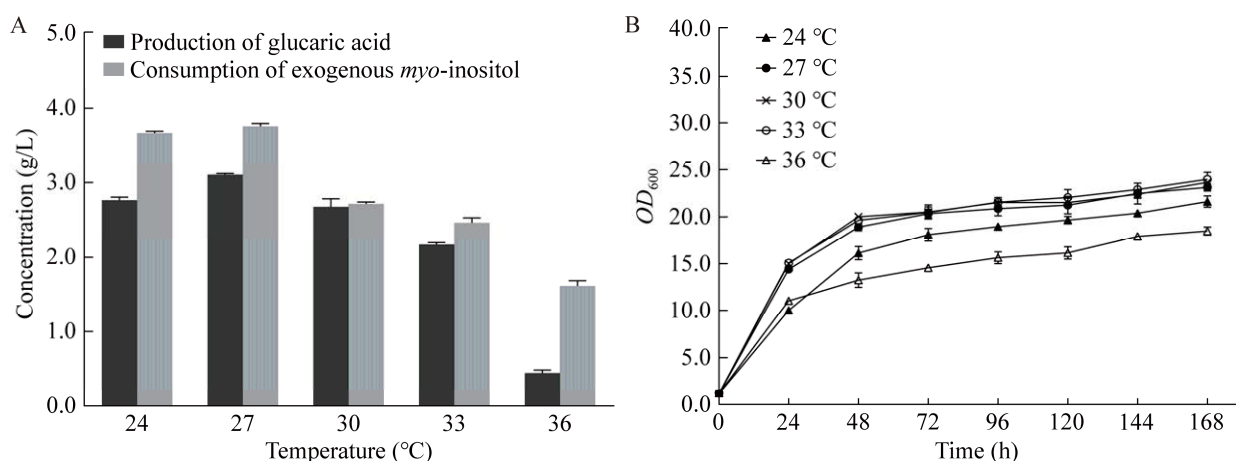 A
5.0
Production of glucaric acid
Consumption of exogenous myo-inositol
4.0
3.0
2.0
1.0
0.0
Concentration (g/L)
24 27 30 33 36
Temperature (℃)
B
40.0
35.0
30.0
25.0
20.0
15.0
10.0
5.0
0.0
OD600
24 ℃
27 ℃
30 ℃
33 ℃
36 ℃
0 24 48 72 96 120 144 168
Time (h)